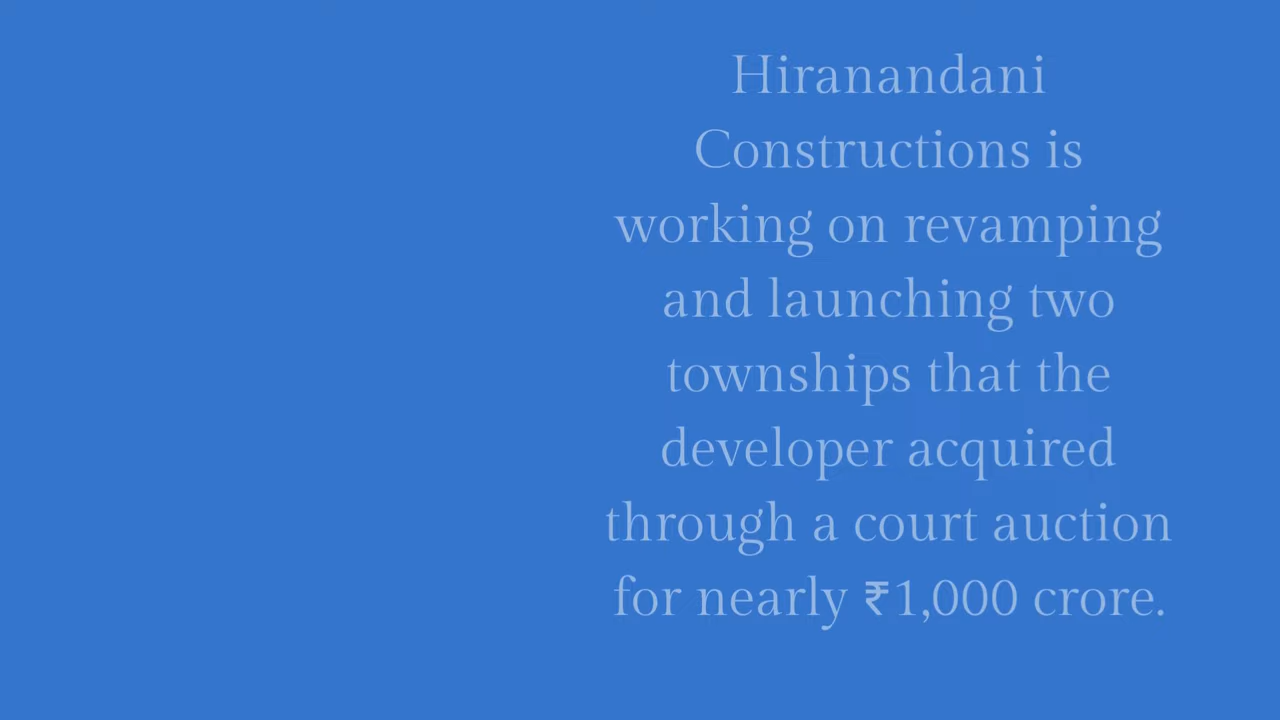 Hiranandani
Constructions is
working on revamping
and launching two
townships that the
developer acquired
through a court auction
for nearly ₹1,000 crore.